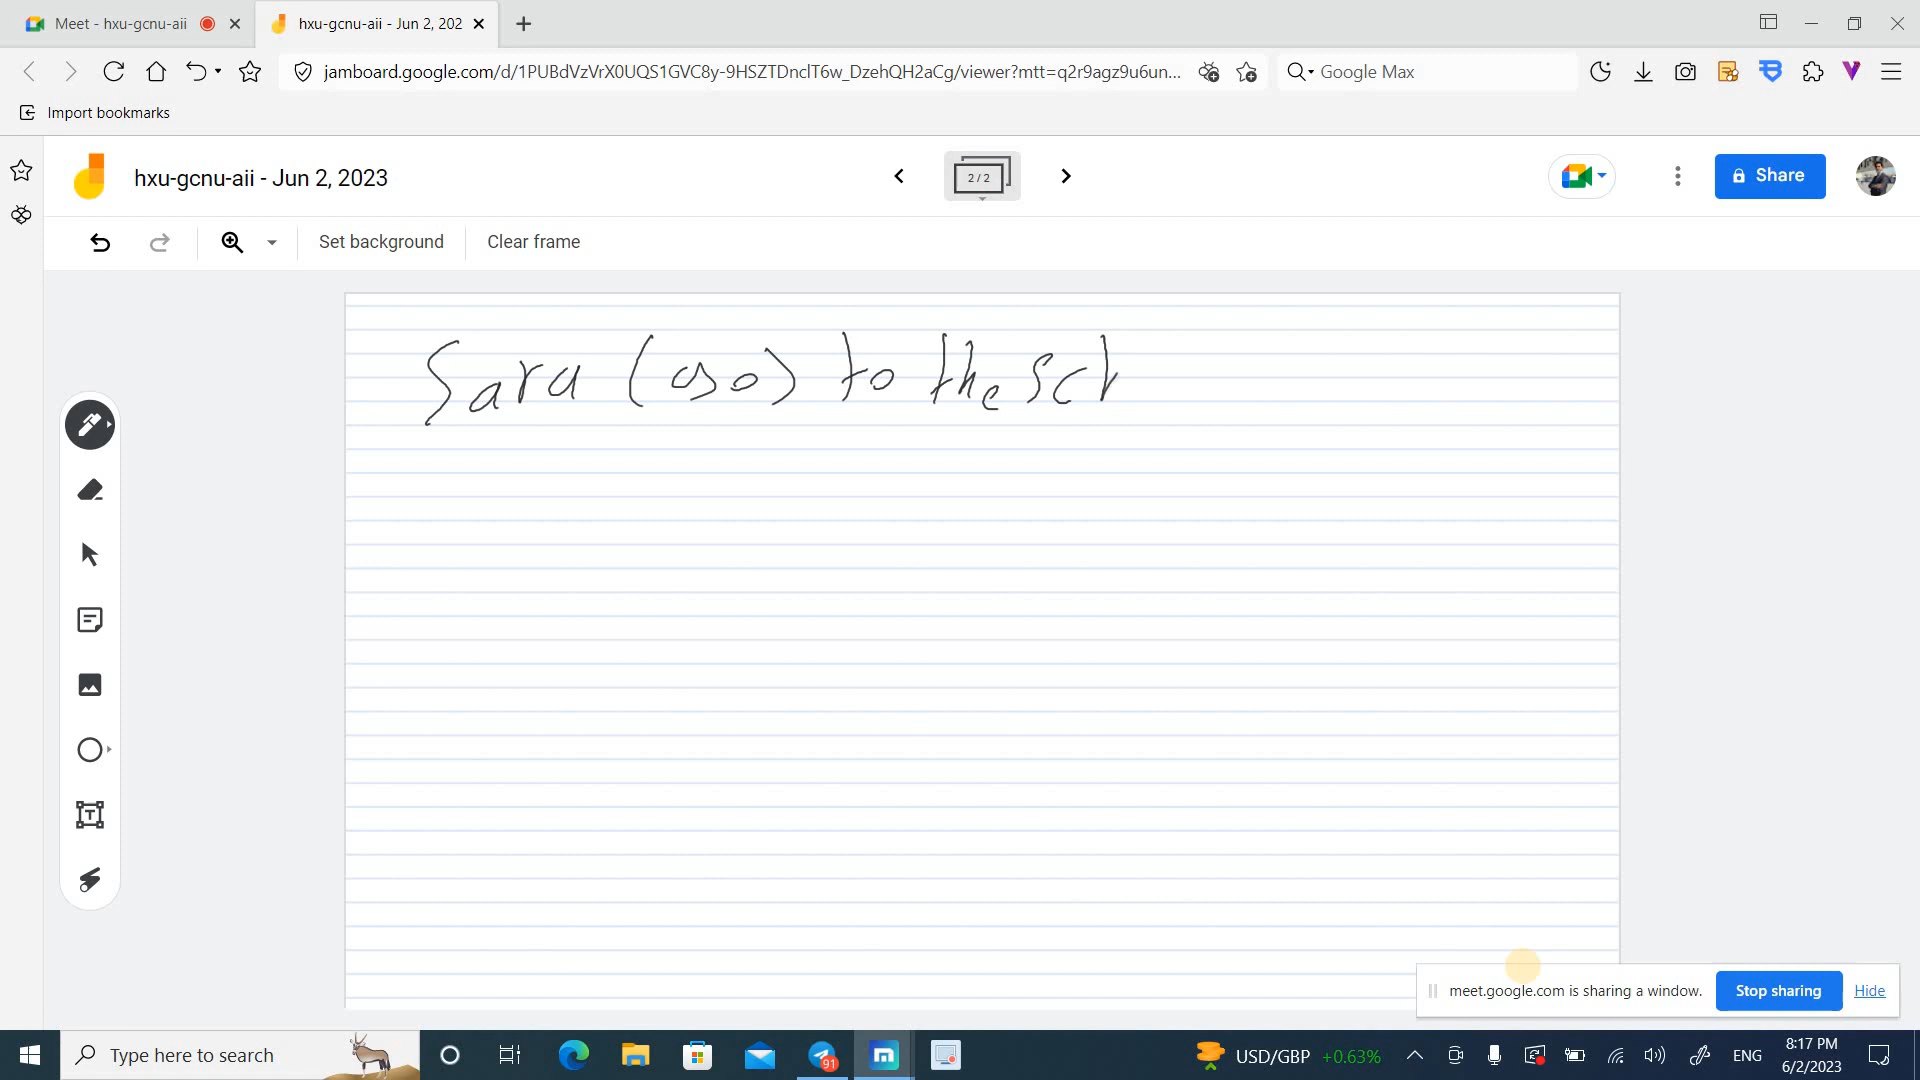 Meet - hxu-gcnu-aii
hxu-gcnu-aii - Jun 2, 202
jamboard.google.com/d/1PUBdVzVrX0UQS1GVC8y-9HSZTDnclT6w_DzehQH2aCg/viewer?mtt=q2r9agz9u6un...
Google Max
Import bookmarks
hxu-gcnu-aii - Jun 2, 2023
2 / 2
Share
Set background
Clear frame
Sara ( ) to the sch
meet.google.com is sharing a window.
Stop sharing
Hide
Type here to search
91
USD/GBP +0.63%
ENG
8:17 PM
6/2/2023